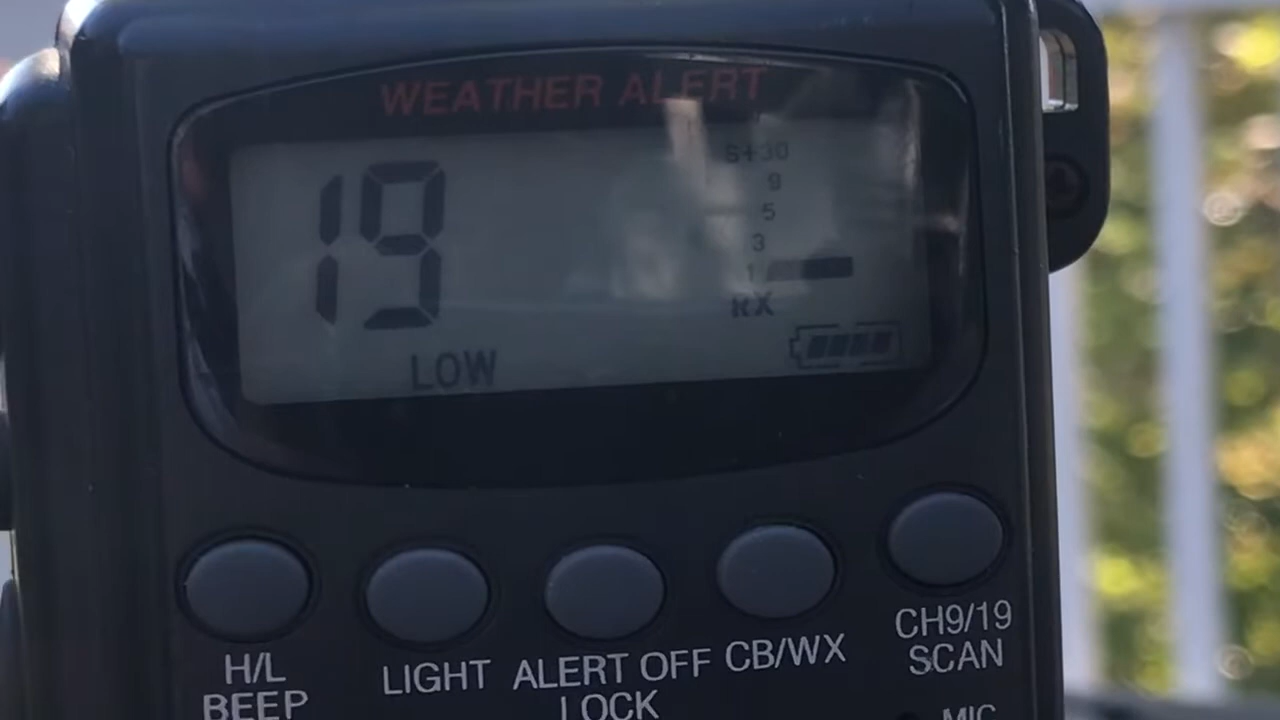 WEATHER ALERT
19
S+30
9
5
3
1
RX
LOW
H/L
BEEP
LIGHT
ALERT OFF
LOCK
CB/WX
CH9/19
SCAN
MIC